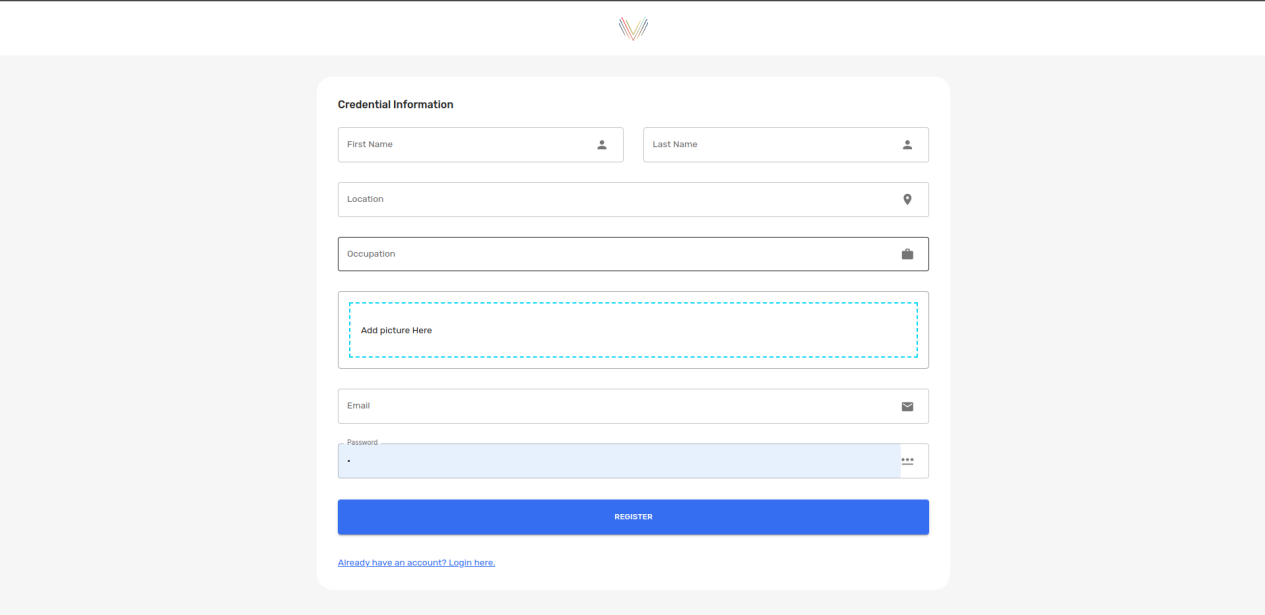 Credential Information
First Name
Last Name
Location
Occupation
Add picture Here
Email
Password
REGISTER
Already have an account? Login here.